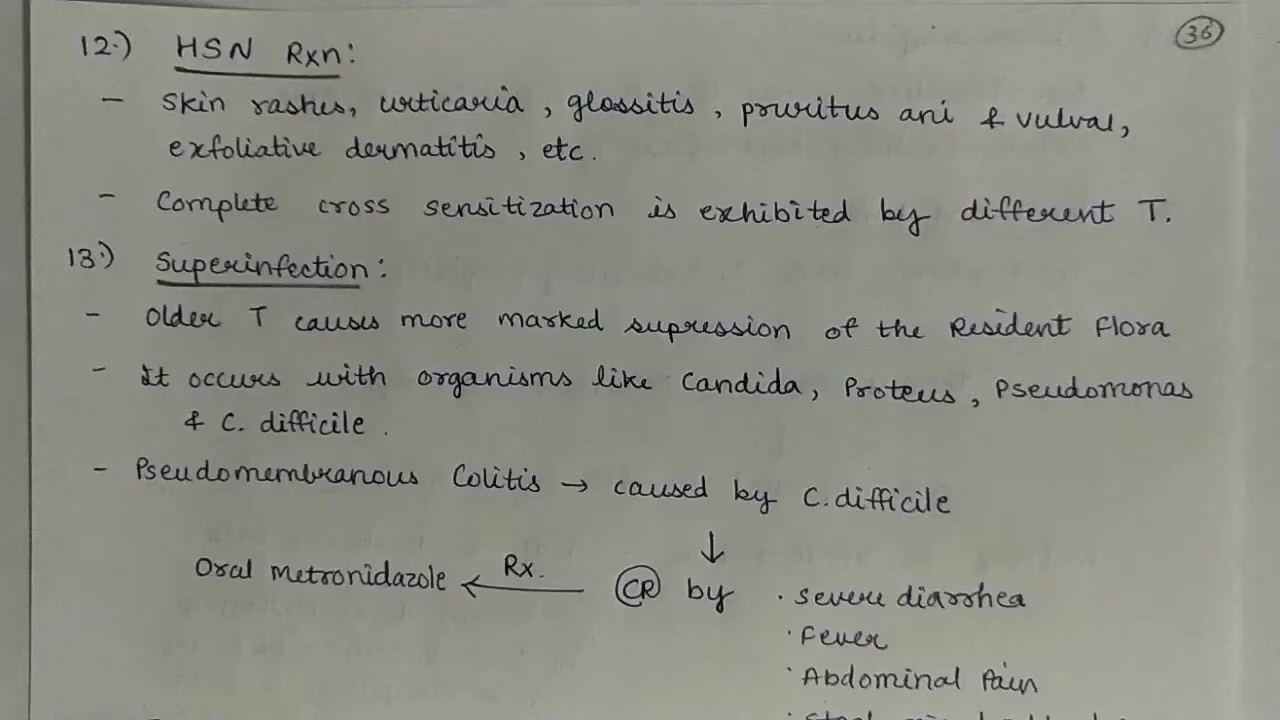 36
12.) HSN Rxn:
- Skin rashes, urticaria, glossitis, pruritus ani & vulvae,
exfoliative dermatitis, etc.
- Complete cross sensitization is exhibited by different T.
13.) Superinfection:
- Older T causes more marked supression of the Resident Flora
- It occurs with organisms like Candida, Proteus, Pseudomonas
& C. difficile.
- Pseudomembranous Colitis → caused by C. difficile
↓
Oral Metronidazole ← Rx. CR by · severe diarrhea
· Fever
· Abdominal Pain